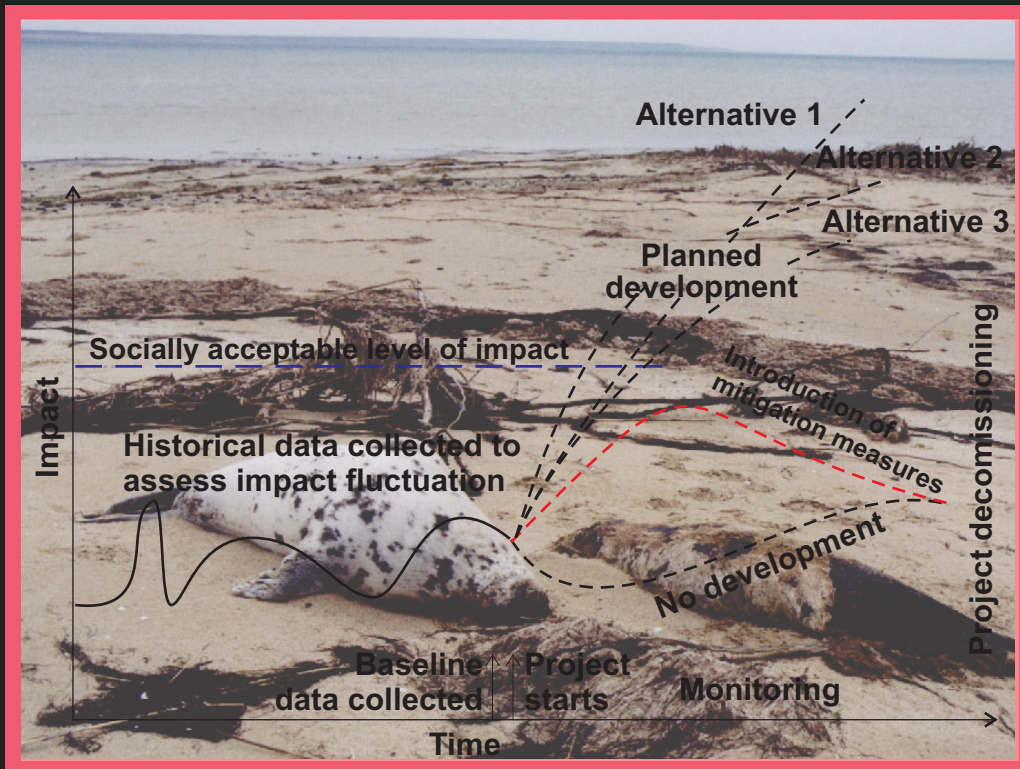 Alternative 1
Alternative 2
Alternative 3
Planned
development
Socially acceptable level of impact
Introduction of
mitigation measures
Impact
Historical data collected to
assess impact fluctuation
No development
Project decomissioning
Baseline
data collected
Project
starts
Monitoring
Time